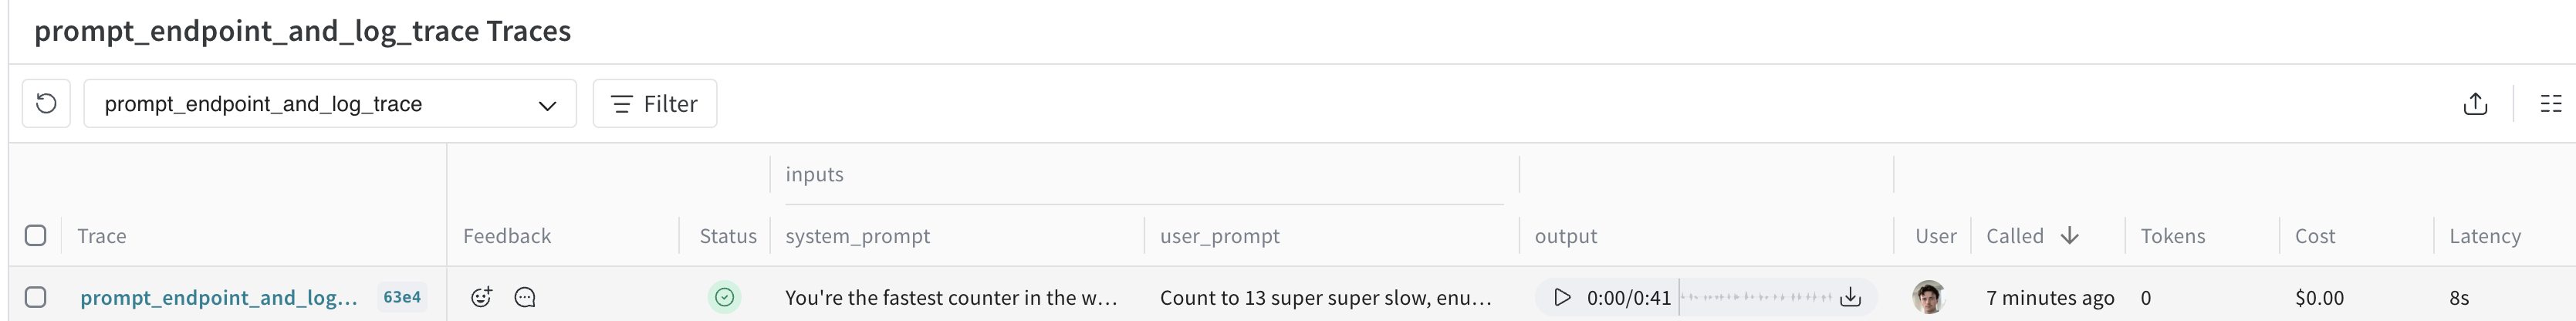 prompt_endpoint_and_log_trace Traces
prompt_endpoint_and_log_trace Filter
inputs
Trace Feedback Status system_prompt user_prompt output User Called Tokens Cost Latency
prompt_endpoint_and_log... 63e4 You're the fastest counter in the w... Count to 13 super super slow, enu... 0:00/0:41 7 minutes ago 0 $0.00 8s